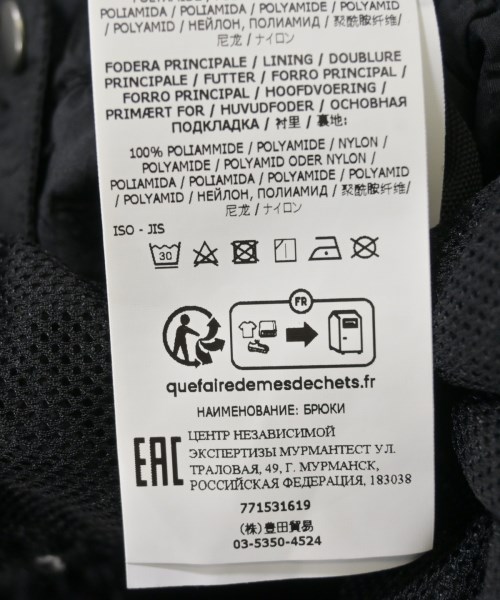 POLIAMIDA / POLIAMIDA / POLYAMIDE / POLYAMID
/ POLYAMID / НЕЙЛОН, ПОЛИАМИД / 聚酰胺纤维/
尼龙 / ナイロン
FODERA PRINCIPALE / LINING / DOUBLURE
PRINCIPALE / FUTTER / FORRO PRINCIPAL /
FORRO PRINCIPAL / HOOFDVOERING /
PRIMÆRT FOR / HUVUDFODER / ОСНОВНАЯ
ПОДКЛАДКА / 衬里 / 裏地:
100% POLIAMMIDE / POLYAMIDE / NYLON /
POLYAMIDE / POLYAMID ODER NYLON /
POLIAMIDA / POLIAMIDA / POLYAMIDE / POLYAMID
/ POLYAMID / НЕЙЛОН, ПОЛИАМИД / 聚酰胺纤维/
尼龙 / ナイロン
ISO - JIS
30
FR
quefairedemesdechets.fr
НАИМЕНОВАНИЕ: БРЮКИ
EAC
ЦЕНТР НЕЗАВИСИМОЙ
ЭКСПЕРТИЗЫ МУРМАНТЕСТ УЛ.
ТРАЛОВАЯ, 49, Г. МУРМАНСК,
РОССИЙСКАЯ ФЕДЕРАЦИЯ, 183038
771531619
(株)豊田貿易
03-5350-4524